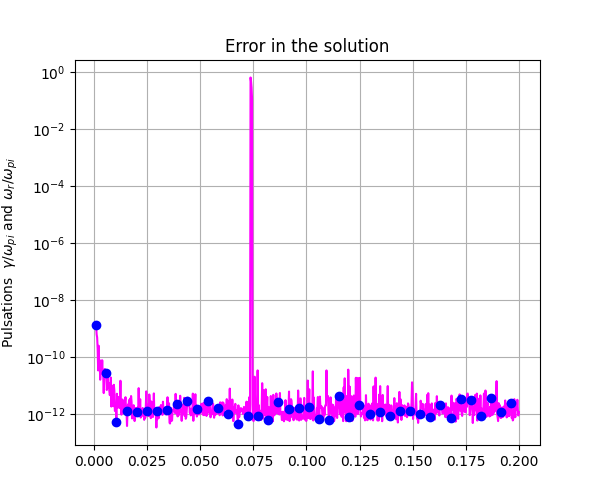 Error in the solution
Pulsations γ/ω_pi and ω_r/ω_pi
10^0
10^−2
10^−4
10^−6
10^−8
10^−10
10^−12
0.000 0.025 0.050 0.075 0.100 0.125 0.150 0.175 0.200